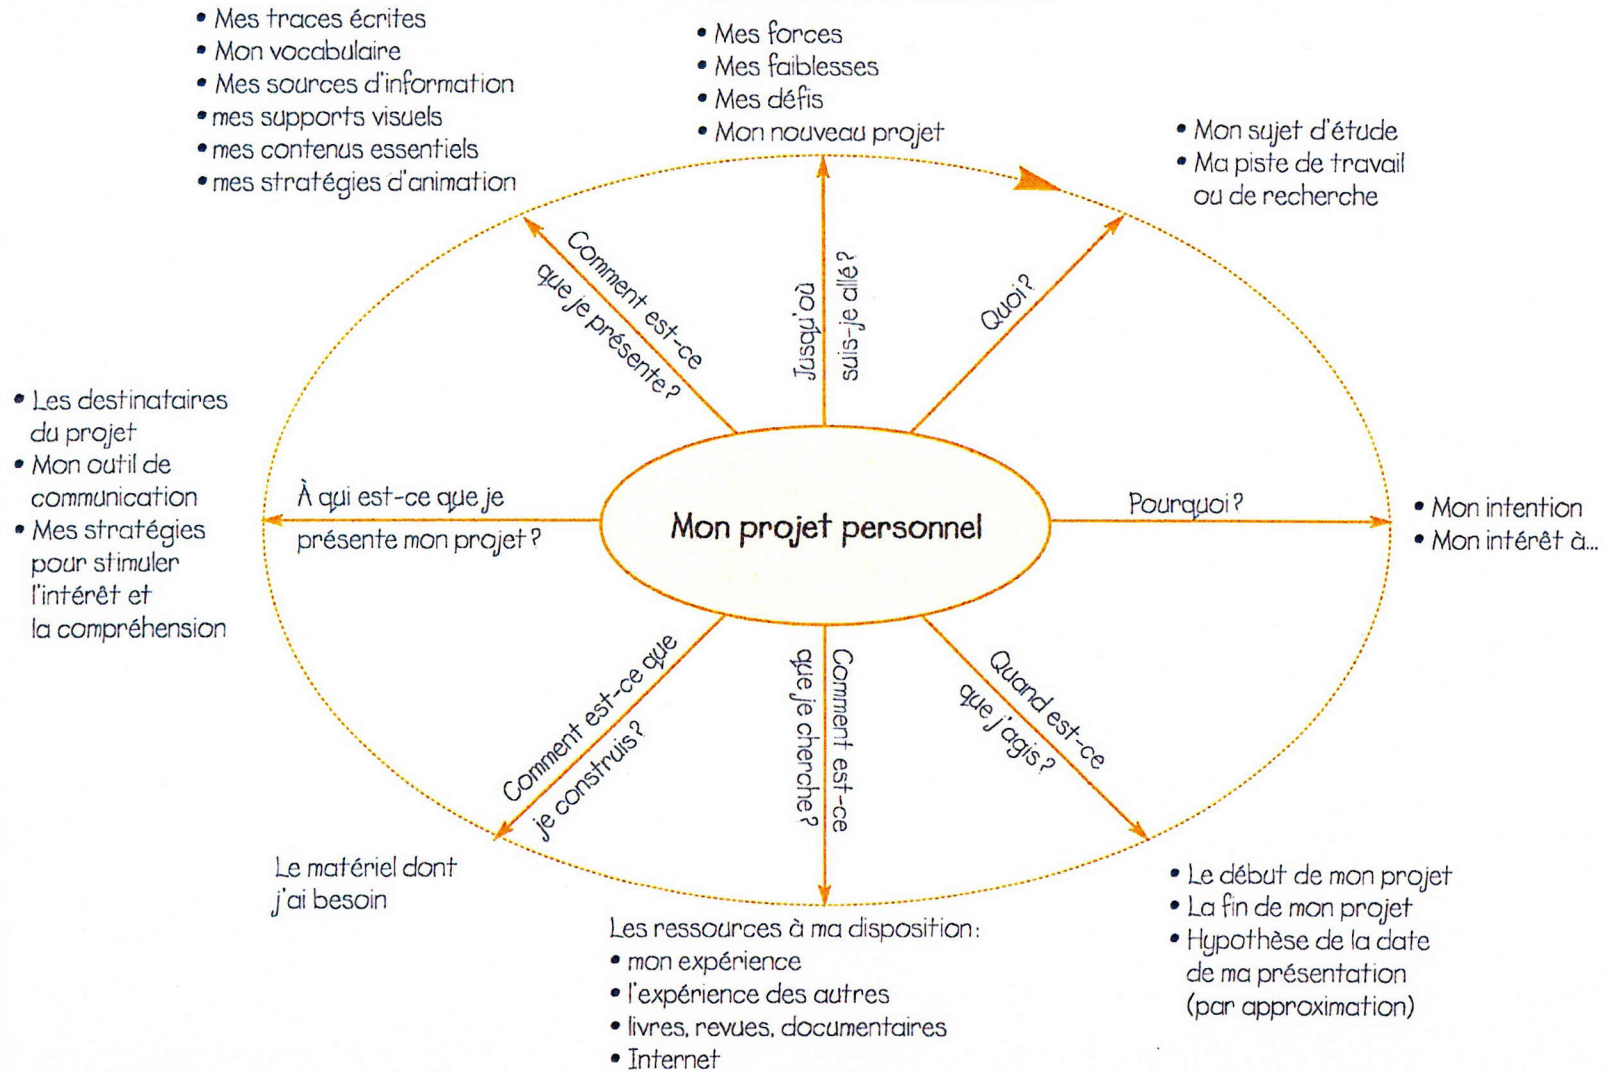 • Mes traces écrites
• Mon vocabulaire
• Mes sources d'information
• mes supports visuels
• mes contenus essentiels
• mes stratégies d'animation
• Mes forces
• Mes faiblesses
• Mes défis
• Mon nouveau projet
• Mon sujet d'étude
• Ma piste de travail
ou de recherche
Comment est-ce
que je présente?
Jusqu'où
suis-je allé?
Quoi?
• Les destinataires
du projet
• Mon outil de
communication
• Mes stratégies
pour stimuler
l'intérêt et
la compréhension
À qui est-ce que je
présente mon projet?
Mon projet personnel
Pourquoi?
• Mon intention
• Mon intérêt à...
Comment est-ce que
je construis?
Comment est-ce
que je cherche?
Quand est-ce
que j'agis?
Le matériel dont
j'ai besoin
Les ressources à ma disposition:
• mon expérience
• l'expérience des autres
• livres, revues, documentaires
• Internet
• Le début de mon projet
• La fin de mon projet
• Hypothèse de la date
de ma présentation
(par approximation)